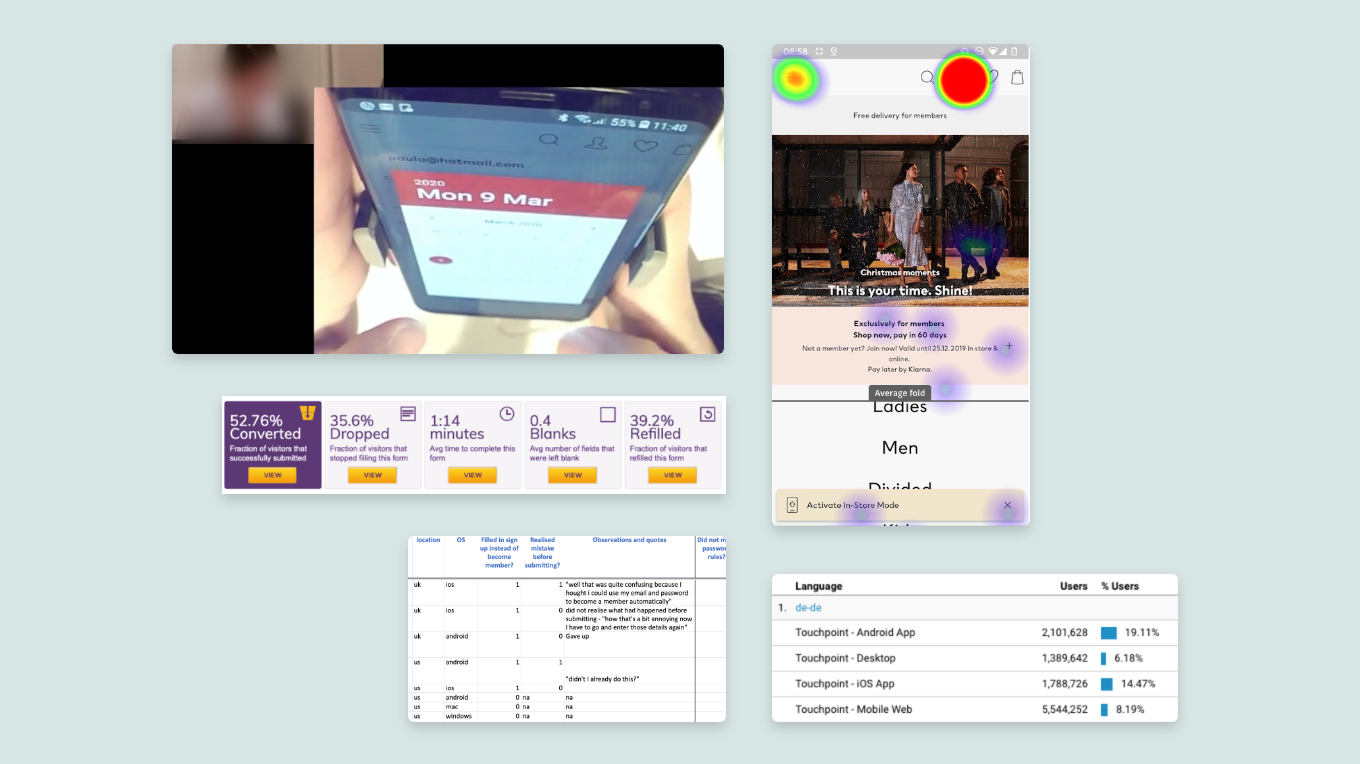 55% 11:40
paula@hotmail.com
2020
Mon 9 Mar
March 2020
52.76%
Converted
Fraction of visitors that
successfully submitted
VIEW
35.6%
Dropped
Fraction of visitors that
stopped filling this form
VIEW
1:14
minutes
Avg time to complete this
form
VIEW
0.4
Blanks
Avg number of fields that
were left blank
VIEW
39.2%
Refilled
Fraction of visitors that
refilled this form
VIEW
location OS Filled in sign up instead of become member? Realised mistake before submitting? Observations and quotes Did not m passwor rules?
uk ios 1 1 "well that was quite confusing because I
hought i could use my email and password
to become a member automatically"
uk ios 1 0 did not realise what had happened before
submitting - "how that's a bit annoying now
I have to go and enter those details again"
uk android 1 0 Gave up
us android 1 1
"didn't I already do this?"
us ios 1 0
us android 0 na na
us mac 0 na na
us windows 0 na na
08:58
Free delivery for members
Christmas moments
This is your time. Shine!
Exclusively for members
Shop now, pay in 60 days
Not a member yet? Join now! Valid until 25.12.2019 in store &
online.
Pay later by Klarna.
Average fold
Ladies
Men
Divided
Activate In-Store Mode
Language Users % Users
1. de-de
Touchpoint - Android App 2,101,628 19.11%
Touchpoint - Desktop 1,389,642 6.18%
Touchpoint - iOS App 1,788,726 14.47%
Touchpoint - Mobile Web 5,544,252 8.19%